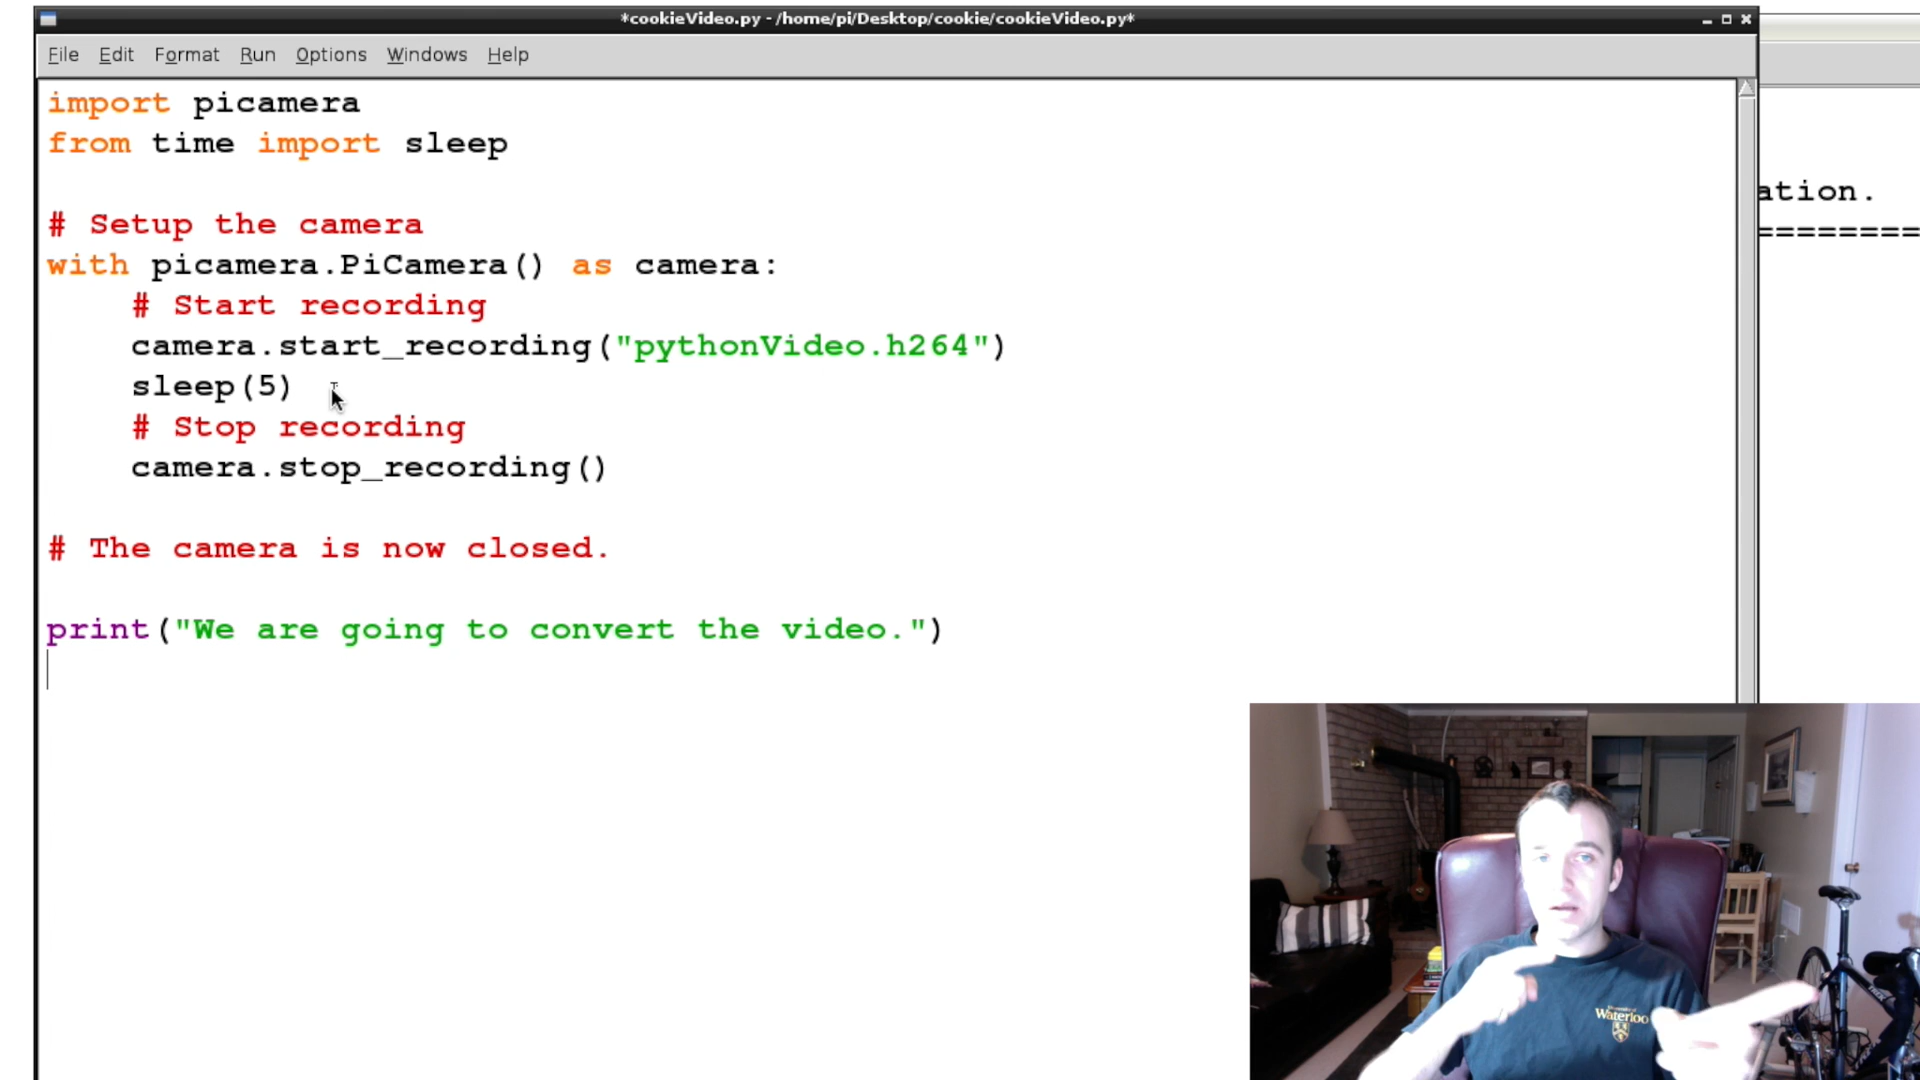 *cookieVideo.py - /home/pi/Desktop/cookie/cookieVideo.py*
File Edit Format Run Options Windows Help
import picamera
from time import sleep
# Setup the camera
with picamera.PiCamera() as camera:
# Start recording
camera.start_recording("pythonVideo.h264")
sleep(5)
# Stop recording
camera.stop_recording()
# The camera is now closed.
print("We are going to convert the video.")
ation.
========
Waterloo